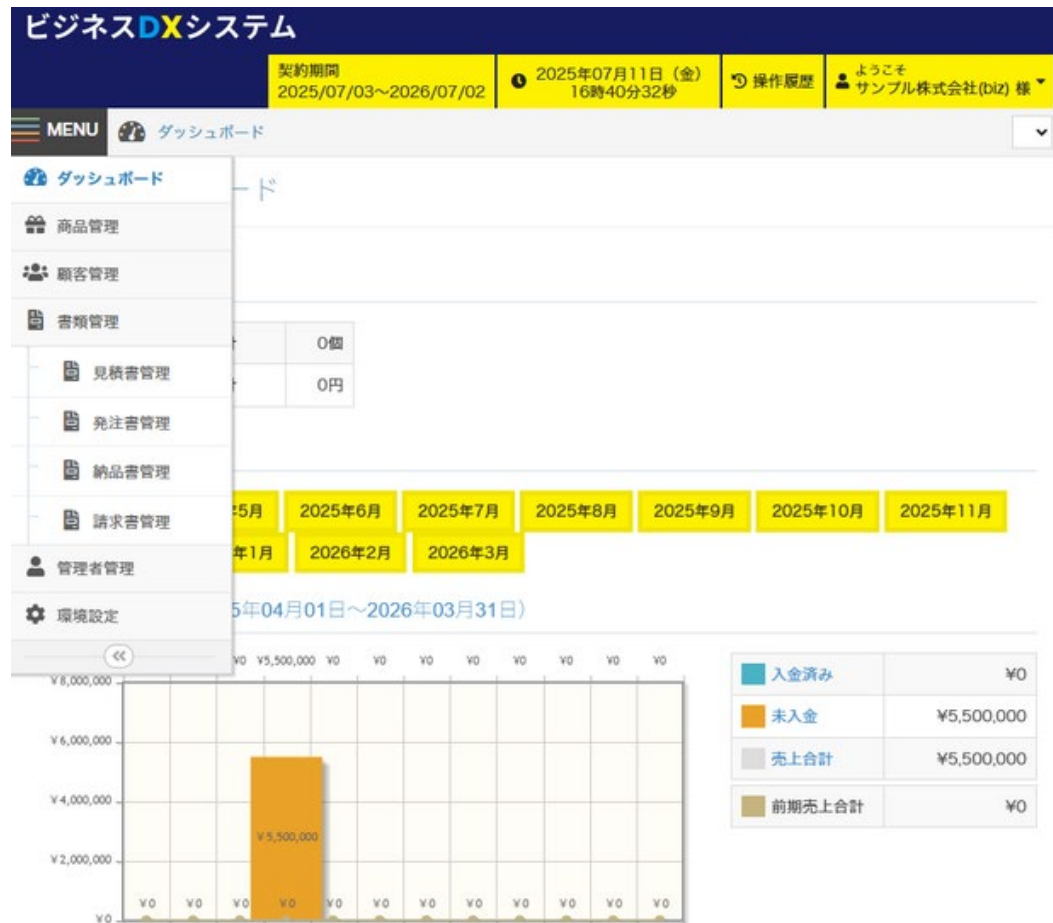 ビジネスDXシステム
契約期間
2025/07/03～2026/07/02
2025年07月11日（金）
16時40分32秒
操作履歴
ようこそ
サンプル株式会社(biz) 様
MENU
ダッシュボード
ダッシュボード
商品管理
顧客管理
書類管理
見積書管理
発注書管理
納品書管理
請求書管理
管理者管理
環境設定
ード
0個
0円
5月 2025年6月 2025年7月 2025年8月 2025年9月 2025年10月 2025年11月
年1月 2026年2月 2026年3月
5年04月01日～2026年03月31日）
¥0 ¥5,500,000 ¥0 ¥0 ¥0 ¥0 ¥0 ¥0 ¥0 ¥0
¥8,000,000
¥6,000,000
¥4,000,000
¥2,000,000
¥0
¥5,500,000
¥0 ¥0 ¥0 ¥0 ¥0 ¥0 ¥0 ¥0 ¥0 ¥0 ¥0 ¥0
入金済み ¥0
未入金 ¥5,500,000
売上合計 ¥5,500,000
前期売上合計 ¥0